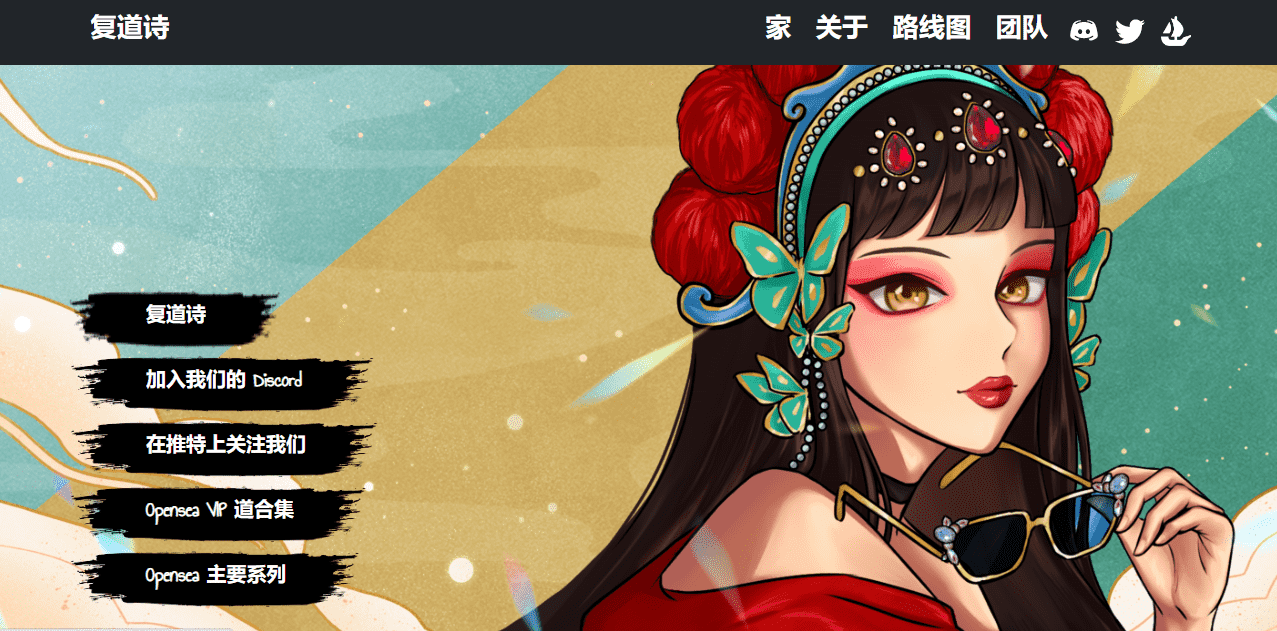 复道诗
家 关于 路线图 团队
复道诗
加入我们的 Discord
在推特上关注我们
Opensea VIP 道合集
Opensea 主要系列